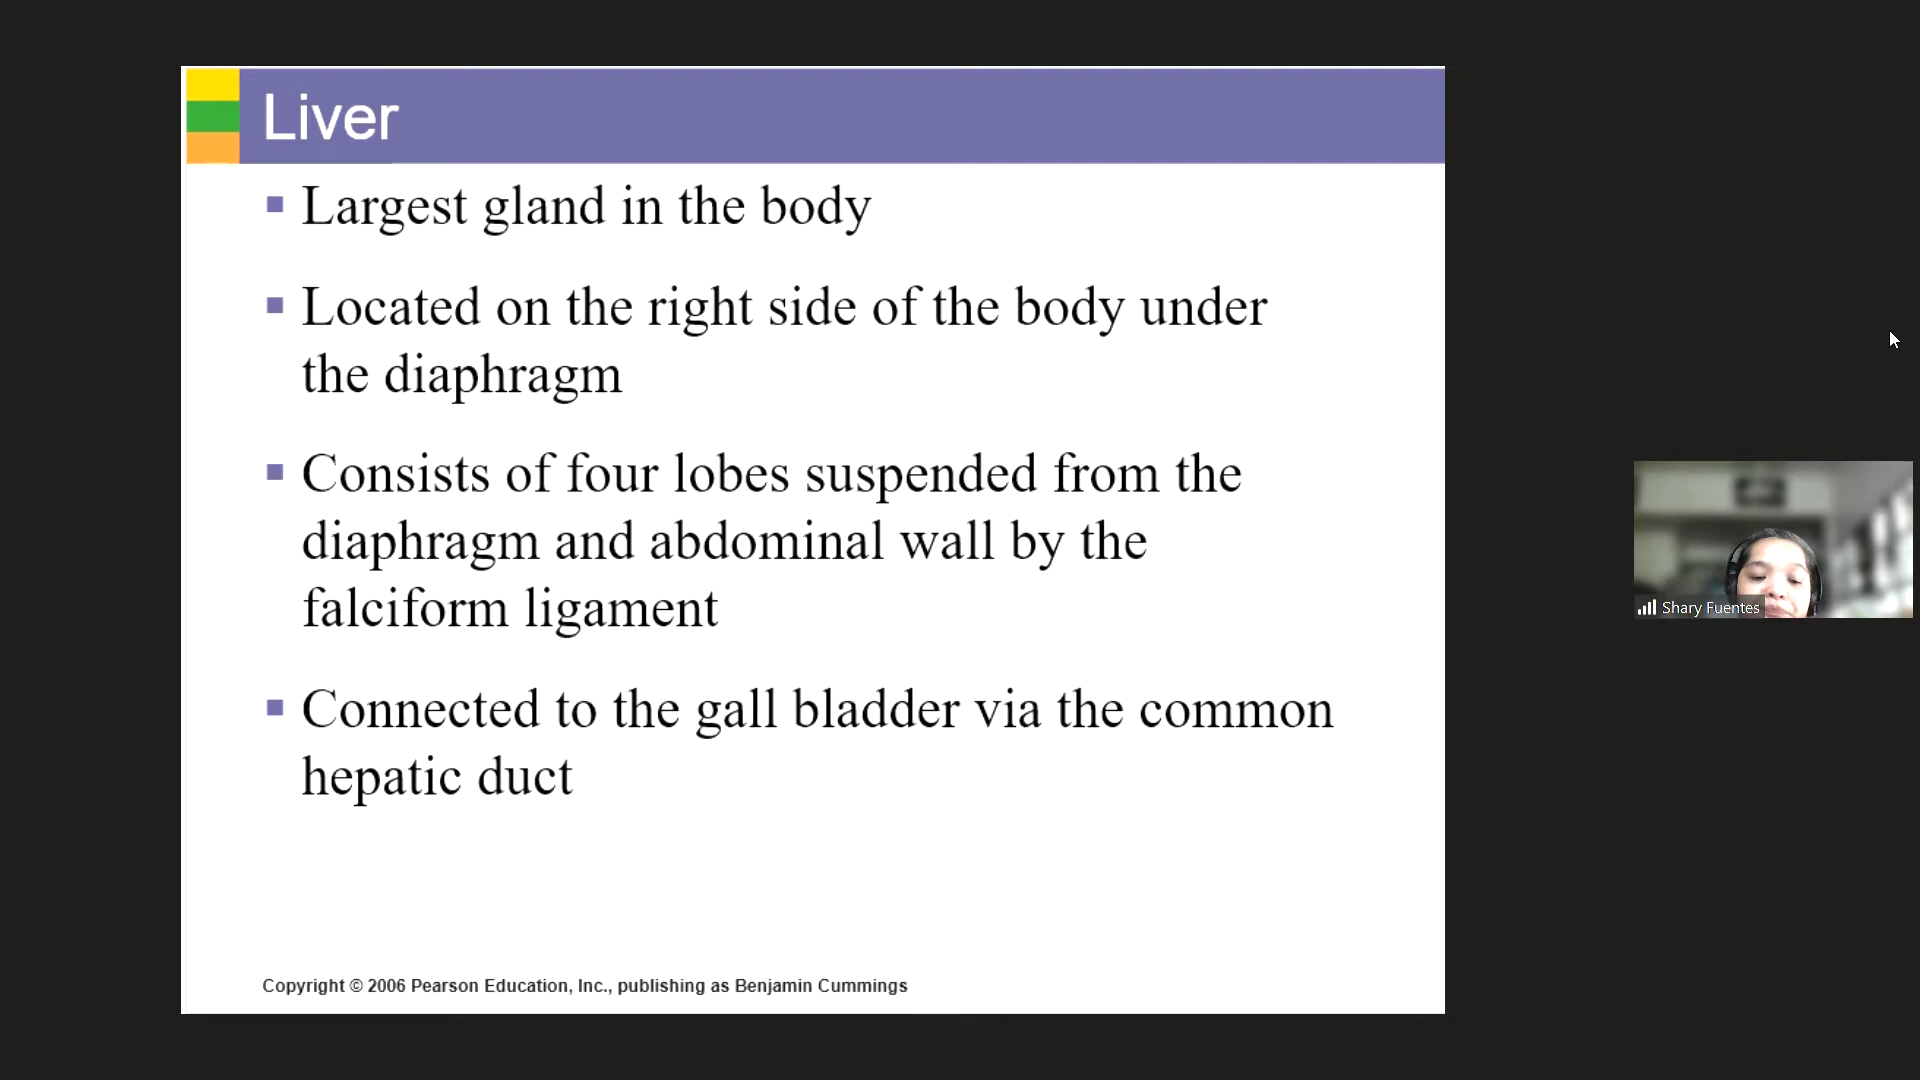 Liver
Largest gland in the body
Located on the right side of the body under
the diaphragm
Consists of four lobes suspended from the
diaphragm and abdominal wall by the
falciform ligament
Connected to the gall bladder via the common
hepatic duct
Copyright © 2006 Pearson Education, Inc., publishing as Benjamin Cummings
Shary Fuentes